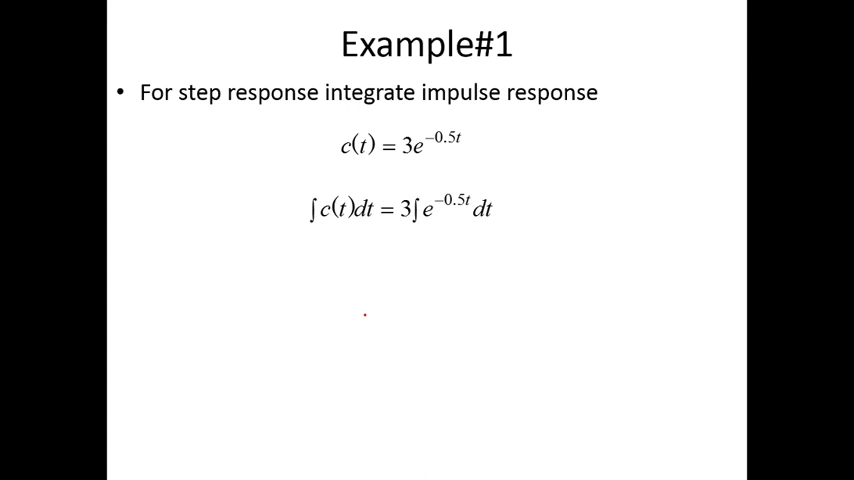 Example#1
• For step response integrate impulse response
c(t) = 3e^{-0.5t}
∫c(t)dt = 3∫e^{-0.5t} dt